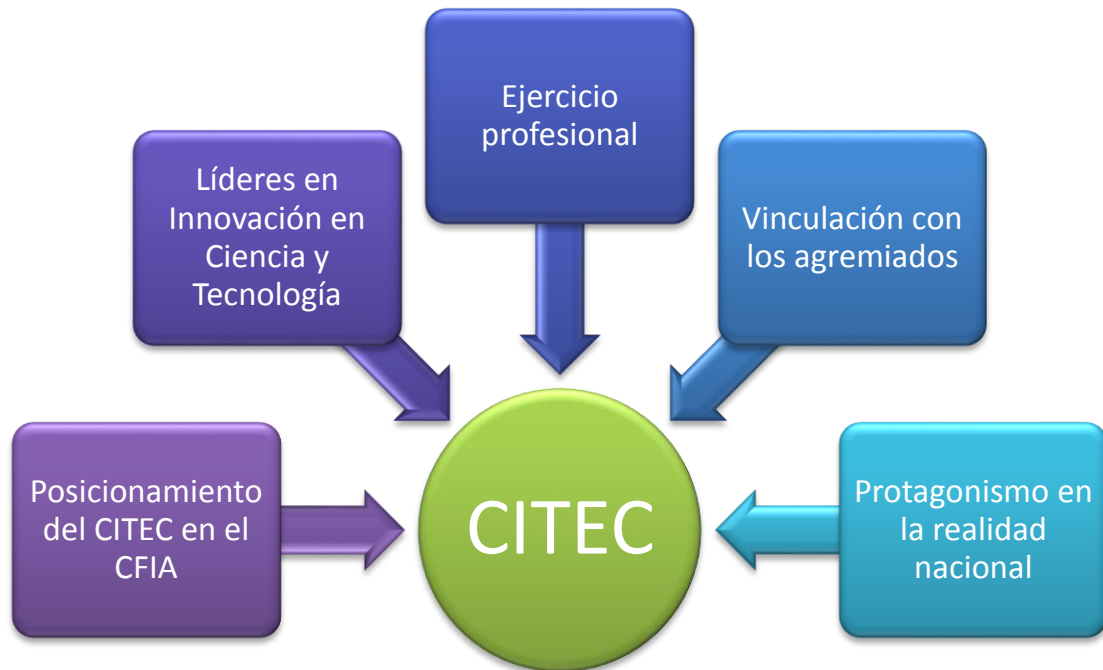 Ejercicio
profesional
Líderes en
Innovación en
Ciencia y
Tecnología
Vinculación con
los agremiados
Posicionamiento
del CITEC en el
CFIA
CITEC
Protagonismo en
la realidad
nacional